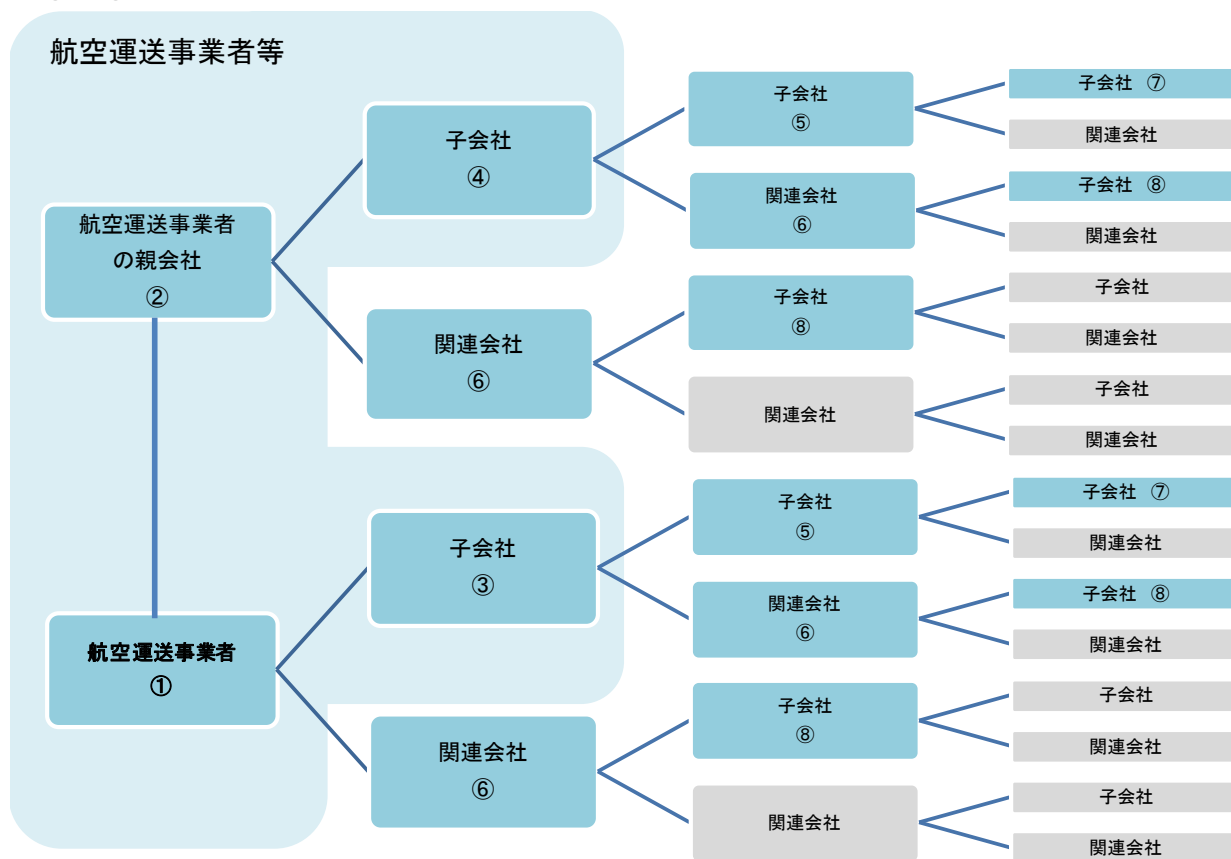 航空運送事業者等
航空運送事業者
の親会社
②
航空運送事業者
①
子会社
④
関連会社
⑥
子会社
③
関連会社
⑥
子会社
⑤
関連会社
⑥
子会社
⑧
関連会社
子会社
⑤
関連会社
⑥
子会社
⑧
関連会社
子会社 ⑦
関連会社
子会社 ⑧
関連会社
子会社
関連会社
子会社
関連会社
子会社 ⑦
関連会社
子会社 ⑧
関連会社
子会社
関連会社
子会社
関連会社